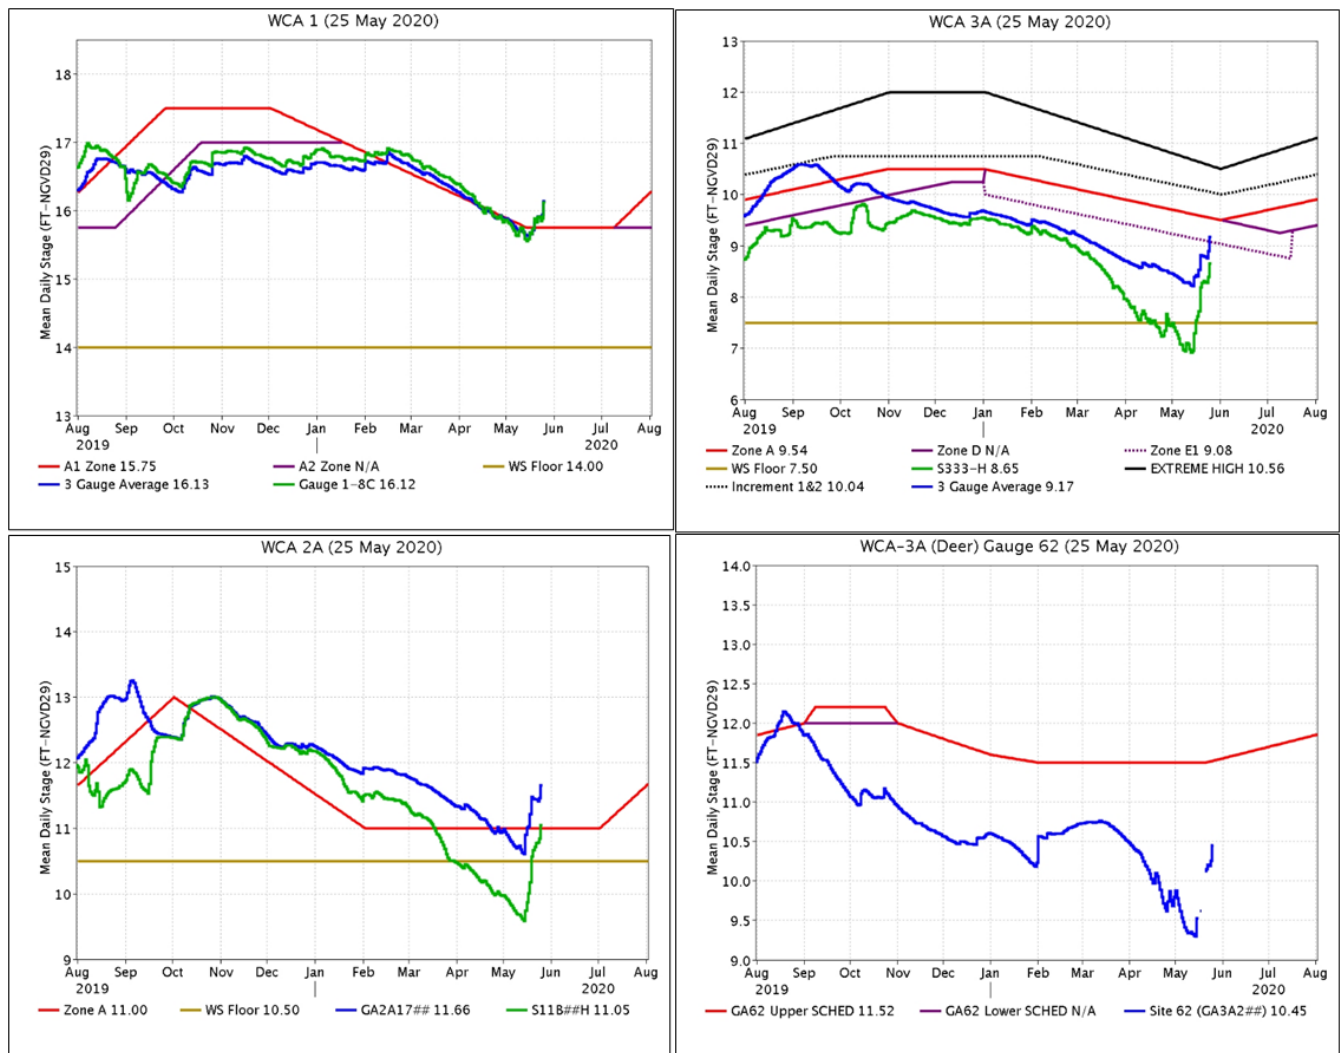 WCA 1 (25 May 2020)
Mean Daily Stage (FT-NGVD29)
18
17
16
15
14
13
Aug Sep Oct Nov Dec Jan Feb Mar Apr May Jun Jul Aug
2019 2020
A1 Zone 15.75 A2 Zone N/A WS Floor 14.00
3 Gauge Average 16.13 Gauge 1-8C 16.12
WCA 3A (25 May 2020)
Mean Daily Stage (FT-NGVD29)
13
12
11
10
9
8
7
6
Aug Sep Oct Nov Dec Jan Feb Mar Apr May Jun Jul Aug
2019 2020
Zone A 9.54 Zone D N/A Zone E1 9.08
WS Floor 7.50 S333-H 8.65 EXTREME HIGH 10.56
Increment 1&2 10.04 3 Gauge Average 9.17
WCA 2A (25 May 2020)
Mean Daily Stage (FT-NGVD29)
15
14
13
12
11
10
9
Aug Sep Oct Nov Dec Jan Feb Mar Apr May Jun Jul Aug
2019 2020
Zone A 11.00 WS Floor 10.50 GA2A17## 11.66 S11B##H 11.05
WCA-3A (Deer) Gauge 62 (25 May 2020)
Mean Daily Stage (FT-NGVD29)
14.0
13.5
13.0
12.5
12.0
11.5
11.0
10.5
10.0
9.5
9.0
Aug Sep Oct Nov Dec Jan Feb Mar Apr May Jun Jul Aug
2019 2020
GA62 Upper SCHED 11.52 GA62 Lower SCHED N/A Site 62 (GA3A2##) 10.45